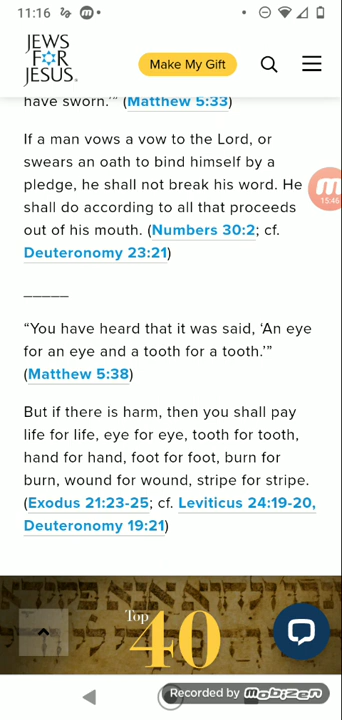 11:16
JEWS
FOR
JESUS.
Make My Gift
have sworn.’” (Matthew 5:33)
If a man vows a vow to the Lord, or
swears an oath to bind himself by a
pledge, he shall not break his word. He
shall do according to all that proceeds
out of his mouth. (Numbers 30:2; cf.
Deuteronomy 23:21)
15:46
_____
“You have heard that it was said, ‘An eye
for an eye and a tooth for a tooth.’”
(Matthew 5:38)
But if there is harm, then you shall pay
life for life, eye for eye, tooth for tooth,
hand for hand, foot for foot, burn for
burn, wound for wound, stripe for stripe.
(Exodus 21:23-25; cf. Leviticus 24:19-20,
Deuteronomy 19:21)
Top
40
Recorded by mobizen